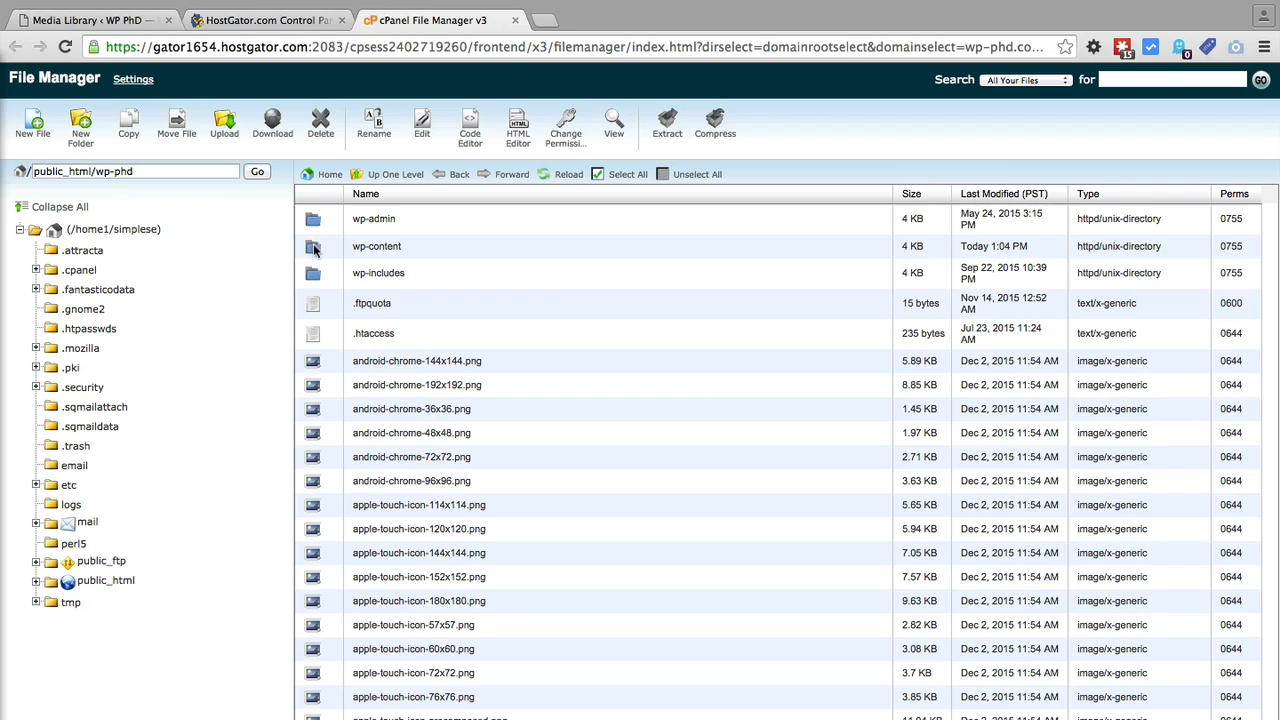 Media Library ‹ WP PhD —
HostGator.com Control Pa
cPanel File Manager v3
https://gator1654.hostgator.com:2083/cpsess2402719260/frontend/x3/filemanager/index.html?dirselect=domainrootselect&domainselect=wp-phd.co...
15
0
File Manager
Settings
Search
All Your Files
for
GO
New File
New Folder
Copy
Move File
Upload
Download
Delete
Rename
Edit
Code Editor
HTML Editor
Change Permissi...
View
Extract
Compress
/
public_html/wp-phd
Go
Home
Up One Level
Back
Forward
Reload
Select All
Unselect All
Collapse All
(/home1/simplese)
.attracta
.cpanel
.fantasticodata
.gnome2
.htpasswds
.mozilla
.pki
.security
.sqmailattach
.sqmaildata
.trash
email
etc
logs
mail
perl5
public_ftp
public_html
tmp
Name Size Last Modified (PST) Type Perms
wp-admin 4 KB May 24, 2015 3:15 PM httpd/unix-directory 0755
wp-content 4 KB Today 1:04 PM httpd/unix-directory 0755
wp-includes 4 KB Sep 22, 2015 10:39 PM httpd/unix-directory 0755
.ftpquota 15 bytes Nov 14, 2015 12:52 AM text/x-generic 0600
.htaccess 235 bytes Jul 23, 2015 11:24 AM text/x-generic 0644
android-chrome-144x144.png 5.89 KB Dec 2, 2015 11:54 AM image/x-generic 0644
android-chrome-192x192.png 8.85 KB Dec 2, 2015 11:54 AM image/x-generic 0644
android-chrome-36x36.png 1.45 KB Dec 2, 2015 11:54 AM image/x-generic 0644
android-chrome-48x48.png 1.97 KB Dec 2, 2015 11:54 AM image/x-generic 0644
android-chrome-72x72.png 2.71 KB Dec 2, 2015 11:54 AM image/x-generic 0644
android-chrome-96x96.png 3.63 KB Dec 2, 2015 11:54 AM image/x-generic 0644
apple-touch-icon-114x114.png 5.65 KB Dec 2, 2015 11:54 AM image/x-generic 0644
apple-touch-icon-120x120.png 5.94 KB Dec 2, 2015 11:54 AM image/x-generic 0644
apple-touch-icon-144x144.png 7.05 KB Dec 2, 2015 11:54 AM image/x-generic 0644
apple-touch-icon-152x152.png 7.57 KB Dec 2, 2015 11:54 AM image/x-generic 0644
apple-touch-icon-180x180.png 9.63 KB Dec 2, 2015 11:54 AM image/x-generic 0644
apple-touch-icon-57x57.png 2.82 KB Dec 2, 2015 11:54 AM image/x-generic 0644
apple-touch-icon-60x60.png 3.08 KB Dec 2, 2015 11:54 AM image/x-generic 0644
apple-touch-icon-72x72.png 3.7 KB Dec 2, 2015 11:54 AM image/x-generic 0644
apple-touch-icon-76x76.png 3.85 KB Dec 2, 2015 11:54 AM image/x-generic 0644